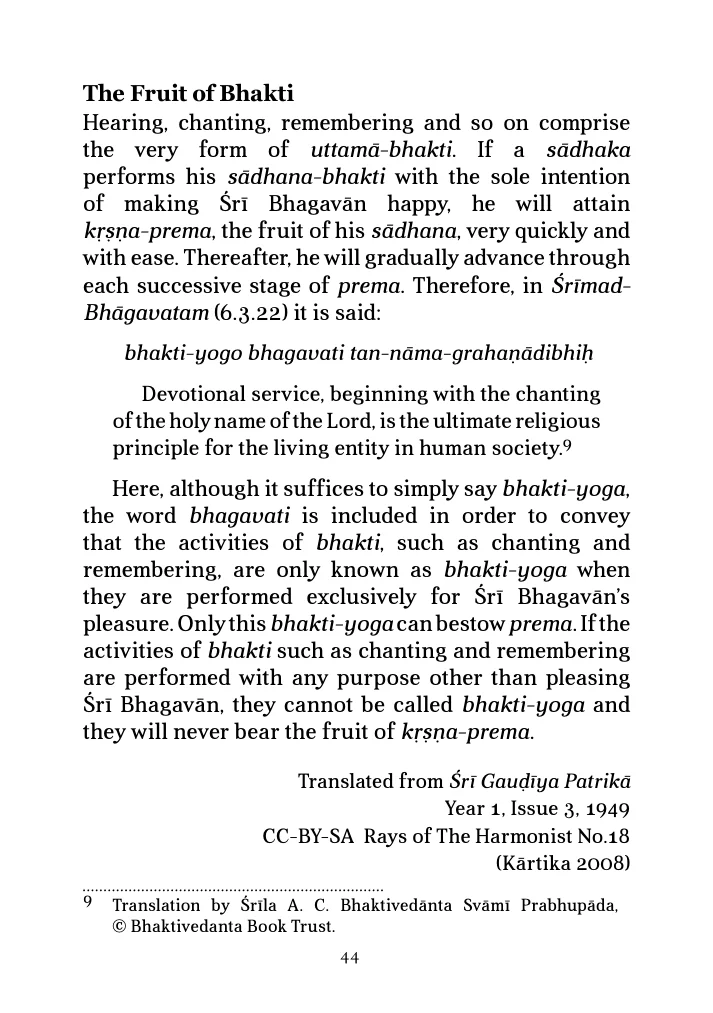 The Fruit of Bhakti
Hearing, chanting, remembering and so on comprise
the very form of uttamā-bhakti. If a sādhaka
performs his sādhana-bhakti with the sole intention
of making Śrī Bhagavān happy, he will attain
kṛṣṇa-prema, the fruit of his sādhana, very quickly and
with ease. Thereafter, he will gradually advance through
each successive stage of prema. Therefore, in Śrīmad-
Bhāgavatam (6.3.22) it is said:
bhakti-yogo bhagavati tan-nāma-grahaṇādibhiḥ
Devotional service, beginning with the chanting
of the holy name of the Lord, is the ultimate religious
principle for the living entity in human society.9
Here, although it suffices to simply say bhakti-yoga,
the word bhagavati is included in order to convey
that the activities of bhakti, such as chanting and
remembering, are only known as bhakti-yoga when
they are performed exclusively for Śrī Bhagavān’s
pleasure. Only this bhakti-yoga can bestow prema. If the
activities of bhakti such as chanting and remembering
are performed with any purpose other than pleasing
Śrī Bhagavān, they cannot be called bhakti-yoga and
they will never bear the fruit of kṛṣṇa-prema.
Translated from Śrī Gauḍīya Patrikā
Year 1, Issue 3, 1949
CC-BY-SA Rays of The Harmonist No.18
(Kārtika 2008)
9 Translation by Śrīla A. C. Bhaktivedānta Svāmī Prabhupāda,
© Bhaktivedanta Book Trust.
44